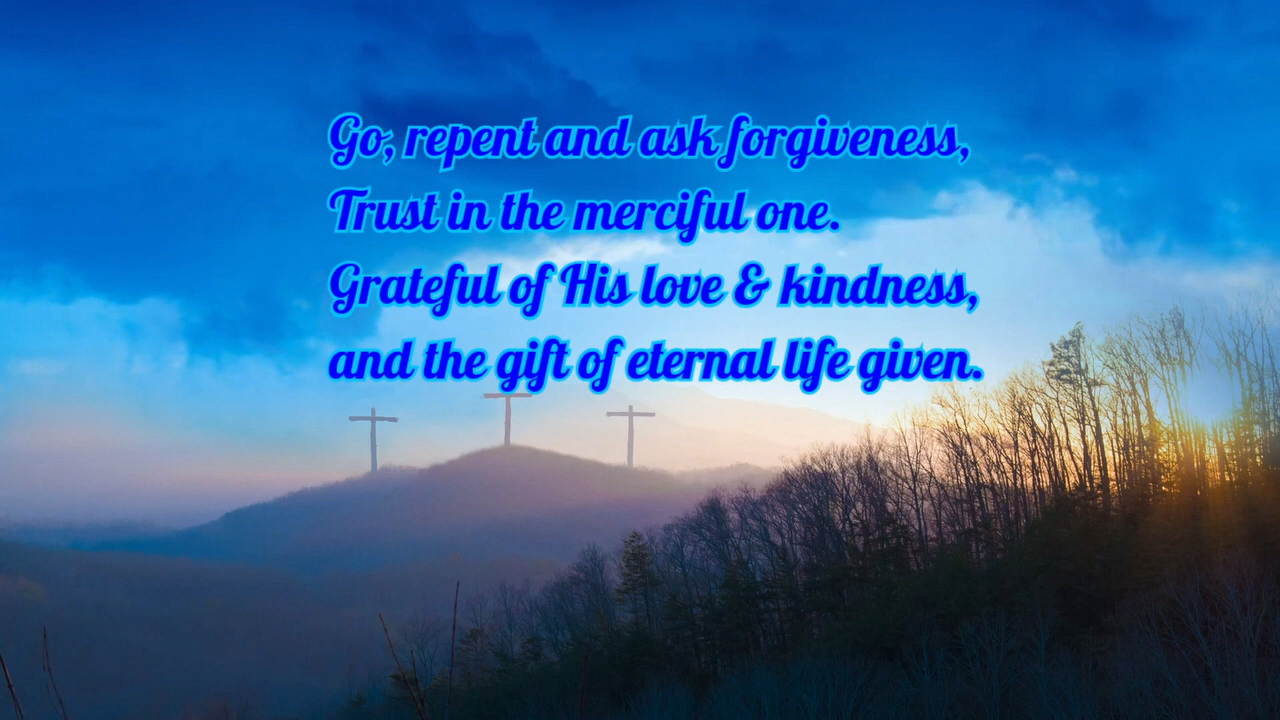 Go, repent and ask forgiveness,
Trust in the merciful one.
Grateful of His love & kindness,
and the gift of eternal life given.